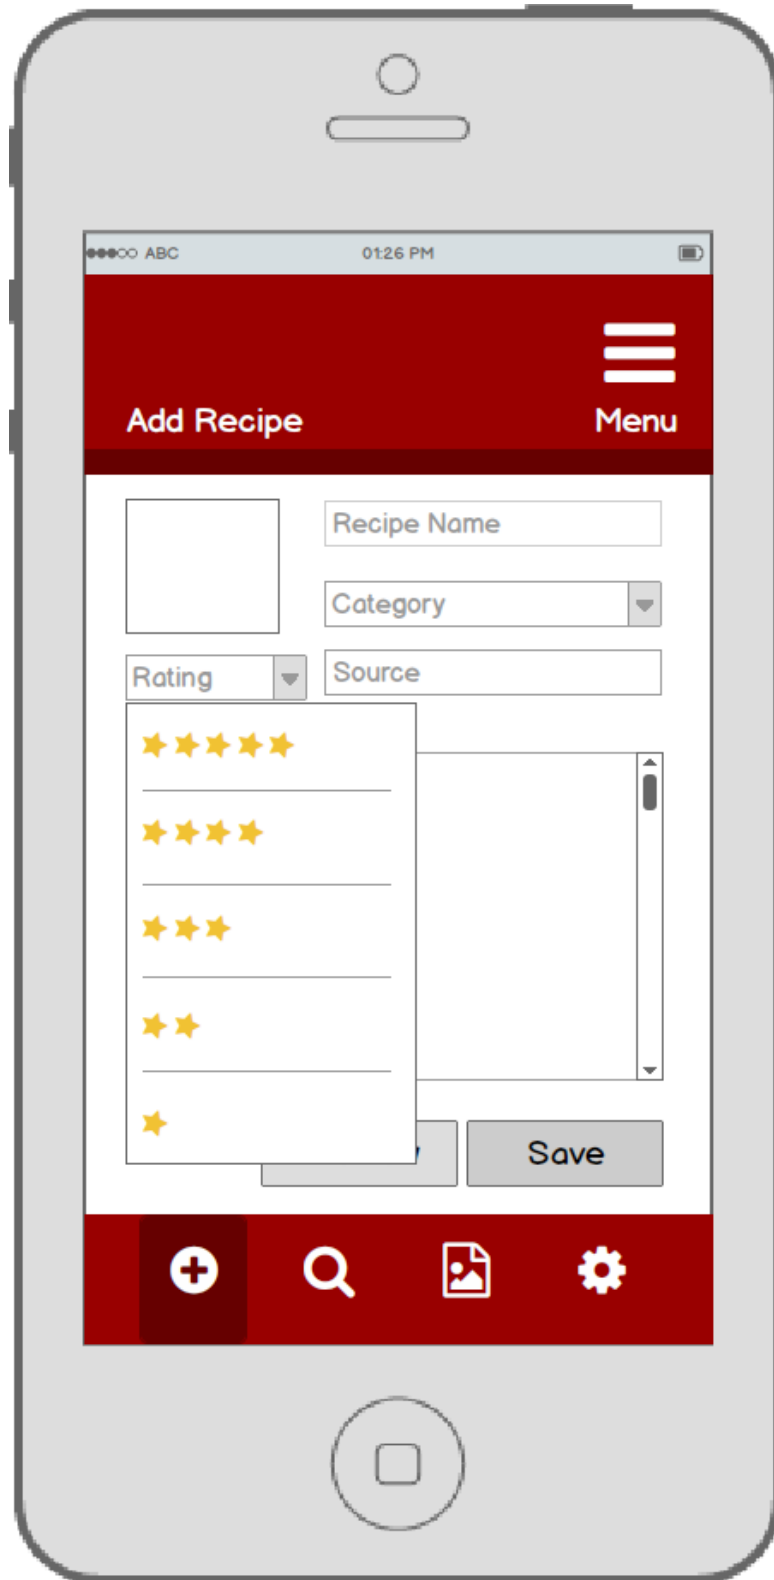 ABC 01:26 PM
Add Recipe Menu
Recipe Name
Category
Rating Source
Save